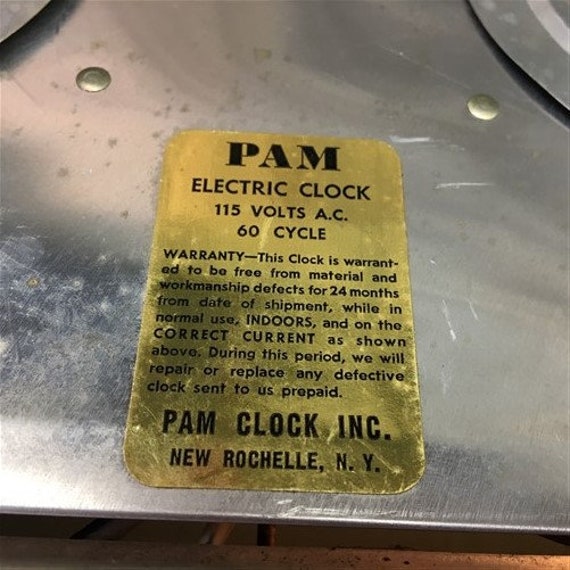 PAM
ELECTRIC CLOCK
115 VOLTS A.C.
60 CYCLE
WARRANTY—This Clock is warrant-
ed to be free from material and
workmanship defects for 24 months
from date of shipment, while in
normal use, INDOORS, and on the
CORRECT CURRENT as shown
above. During this period, we will
repair or replace any defective
clock sent to us prepaid.
PAM CLOCK INC.
NEW ROCHELLE, N. Y.